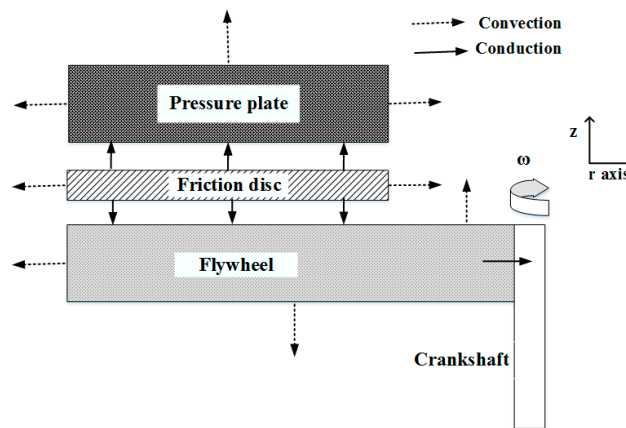 Convection
Conduction
Pressure plate
z
ω
r axis
Friction disc
Flywheel
Crankshaft